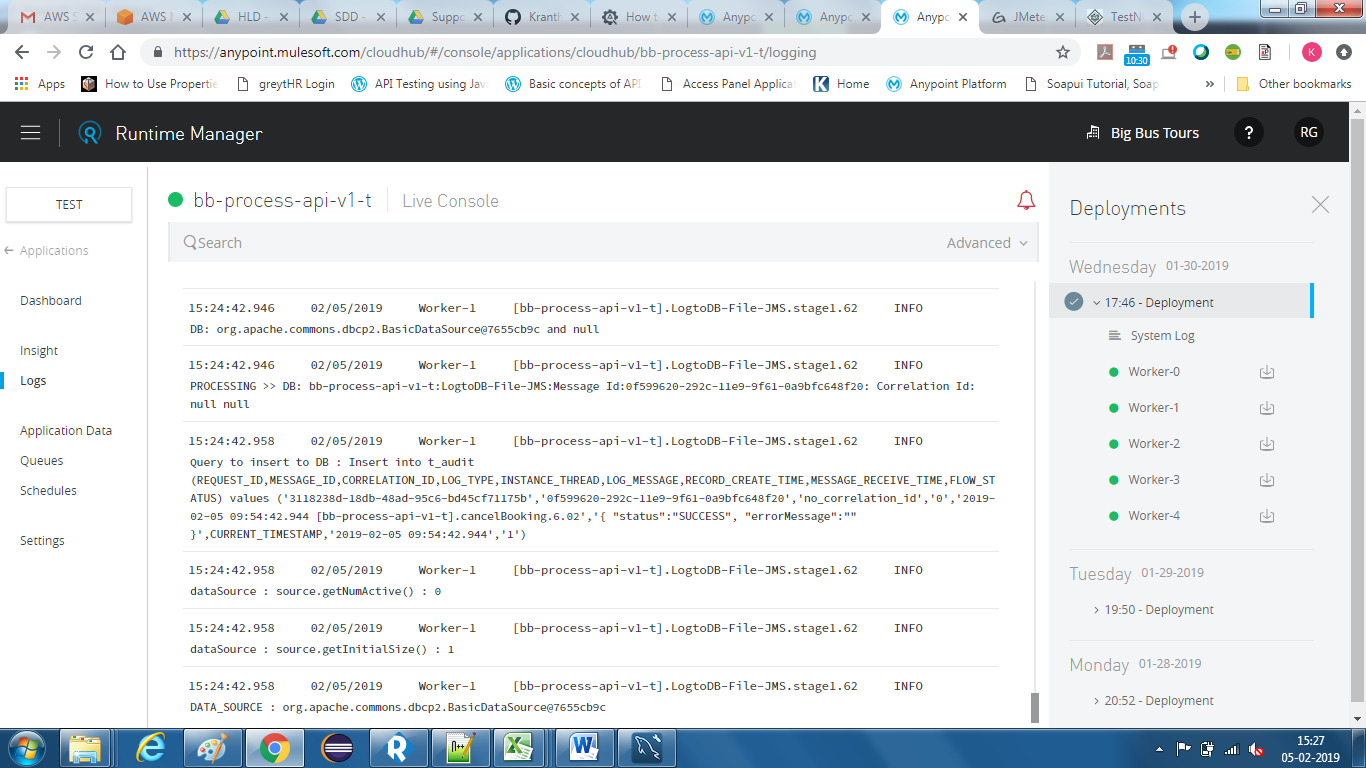 AWS S
AWS M
HLD -
SDD -
Suppo
Kranth
How t
Anypo
Anypo
Anypo
JMete
TestN
https://anypoint.mulesoft.com/cloudhub/#/console/applications/cloudhub/bb-process-api-v1-t/logging
10:30
K
Apps
How to Use Propertie
greytHR Login
API Testing using Jav
Basic concepts of API
Access Panel Applicat
Home
Anypoint Platform
Soapui Tutorial, Soap
»
Other bookmarks
Runtime Manager
Big Bus Tours
?
RG
TEST
Applications
Dashboard
Insight
Logs
Application Data
Queues
Schedules
Settings
bb-process-api-v1-t
Live Console
Search
Advanced
15:24:42.946 02/05/2019 Worker-1 [bb-process-api-v1-t].LogtoDB-File-JMS.stage1.62 INFO
DB: org.apache.commons.dbcp2.BasicDataSource@7655cb9c and null
15:24:42.946 02/05/2019 Worker-1 [bb-process-api-v1-t].LogtoDB-File-JMS.stage1.62 INFO
PROCESSING >> DB: bb-process-api-v1-t:LogtoDB-File-JMS:Message Id:0f599620-292c-11e9-9f61-0a9bfc648f20: Correlation Id:
null null
15:24:42.958 02/05/2019 Worker-1 [bb-process-api-v1-t].LogtoDB-File-JMS.stage1.62 INFO
Query to insert to DB : Insert into t_audit
(REQUEST_ID,MESSAGE_ID,CORRELATION_ID,LOG_TYPE,INSTANCE_THREAD,LOG_MESSAGE,RECORD_CREATE_TIME,MESSAGE_RECEIVE_TIME,FLOW_ST
ATUS) values ('3118238d-18db-48ad-95c6-bd45cf71175b','0f599620-292c-11e9-9f61-0a9bfc648f20','no_correlation_id','0','2019-
02-05 09:54:42.944 [bb-process-api-v1-t].cancelBooking.6.02','{ "status":"SUCCESS", "errorMessage":""
}',CURRENT_TIMESTAMP,'2019-02-05 09:54:42.944','1')
15:24:42.958 02/05/2019 Worker-1 [bb-process-api-v1-t].LogtoDB-File-JMS.stage1.62 INFO
dataSource : source.getNumActive() : 0
15:24:42.958 02/05/2019 Worker-1 [bb-process-api-v1-t].LogtoDB-File-JMS.stage1.62 INFO
dataSource : source.getInitialSize() : 1
15:24:42.958 02/05/2019 Worker-1 [bb-process-api-v1-t].LogtoDB-File-JMS.stage1.62 INFO
DATA_SOURCE : org.apache.commons.dbcp2.BasicDataSource@7655cb9c
Deployments
Wednesday 01-30-2019
17:46 - Deployment
System Log
Worker-0
Worker-1
Worker-2
Worker-3
Worker-4
Tuesday 01-29-2019
19:50 - Deployment
Monday 01-28-2019
20:52 - Deployment
15:27
05-02-2019